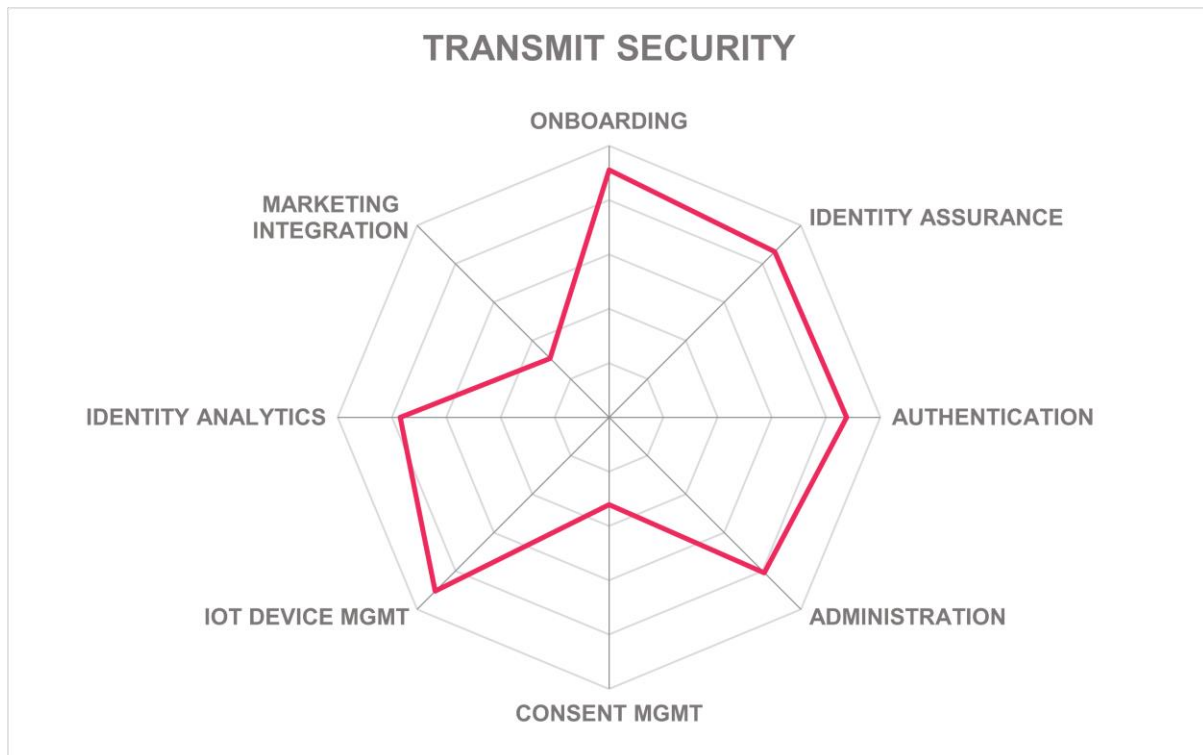 TRANSMIT SECURITY
ONBOARDING
MARKETING
INTEGRATION
IDENTITY ASSURANCE
IDENTITY ANALYTICS
AUTHENTICATION
IOT DEVICE MGMT
ADMINISTRATION
CONSENT MGMT